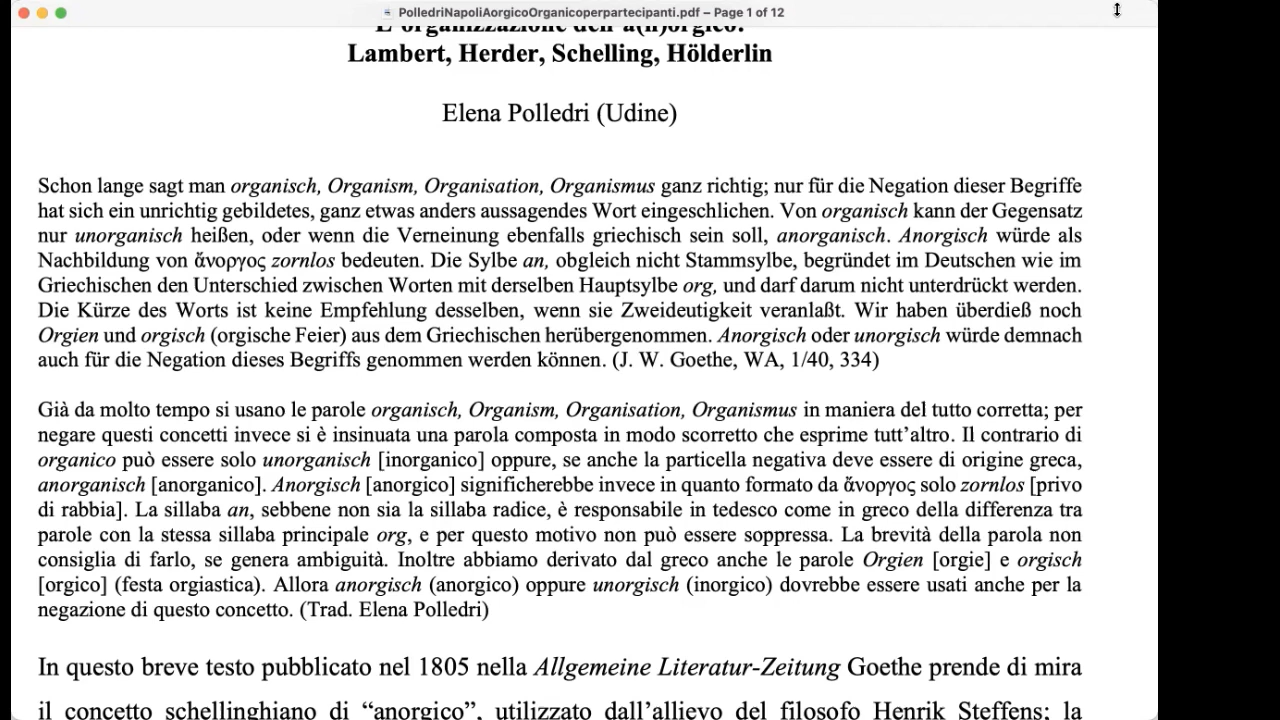 PolledriNapoliAorgicoOrganicoperpartecipanti.pdf – Page 1 of 12
L'organizzazione dell'a(n)orgico:
Lambert, Herder, Schelling, Hölderlin
Elena Polledri (Udine)
Schon lange sagt man organisch, Organism, Organisation, Organismus ganz richtig; nur für die Negation dieser Begriffe
hat sich ein unrichtig gebildetes, ganz etwas anders aussagendes Wort eingeschlichen. Von organisch kann der Gegensatz
nur unorganisch heißen, oder wenn die Verneinung ebenfalls griechisch sein soll, anorganisch. Anorgisch würde als
Nachbildung von ἄνοργος zornlos bedeuten. Die Sylbe an, obgleich nicht Stammsylbe, begründet im Deutschen wie im
Griechischen den Unterschied zwischen Worten mit derselben Hauptsylbe org, und darf darum nicht unterdrückt werden.
Die Kürze des Worts ist keine Empfehlung desselben, wenn sie Zweideutigkeit veranlaßt. Wir haben überdieß noch
Orgien und orgisch (orgische Feier) aus dem Griechischen herübergenommen. Anorgisch oder unorgisch würde demnach
auch für die Negation dieses Begriffs genommen werden können. (J. W. Goethe, WA, 1/40, 334)
Già da molto tempo si usano le parole organisch, Organism, Organisation, Organismus in maniera del tutto corretta; per
negare questi concetti invece si è insinuata una parola composta in modo scorretto che esprime tutt'altro. Il contrario di
organico può essere solo unorganisch [inorganico] oppure, se anche la particella negativa deve essere di origine greca,
anorganisch [anorganico]. Anorgisch [anorgico] significherebbe invece in quanto formato da ἄνοργος solo zornlos [privo
di rabbia]. La sillaba an, sebbene non sia la sillaba radice, è responsabile in tedesco come in greco della differenza tra
parole con la stessa sillaba principale org, e per questo motivo non può essere soppressa. La brevità della parola non
consiglia di farlo, se genera ambiguità. Inoltre abbiamo derivato dal greco anche le parole Orgien [orgie] e orgisch
[orgico] (festa orgiastica). Allora anorgisch (anorgico) oppure unorgisch (inorgico) dovrebbe essere usati anche per la
negazione di questo concetto. (Trad. Elena Polledri)
In questo breve testo pubblicato nel 1805 nella Allgemeine Literatur-Zeitung Goethe prende di mira
il concetto schellinghiano di “anorgico”, utilizzato dall'allievo del filosofo Henrik Steffens: la